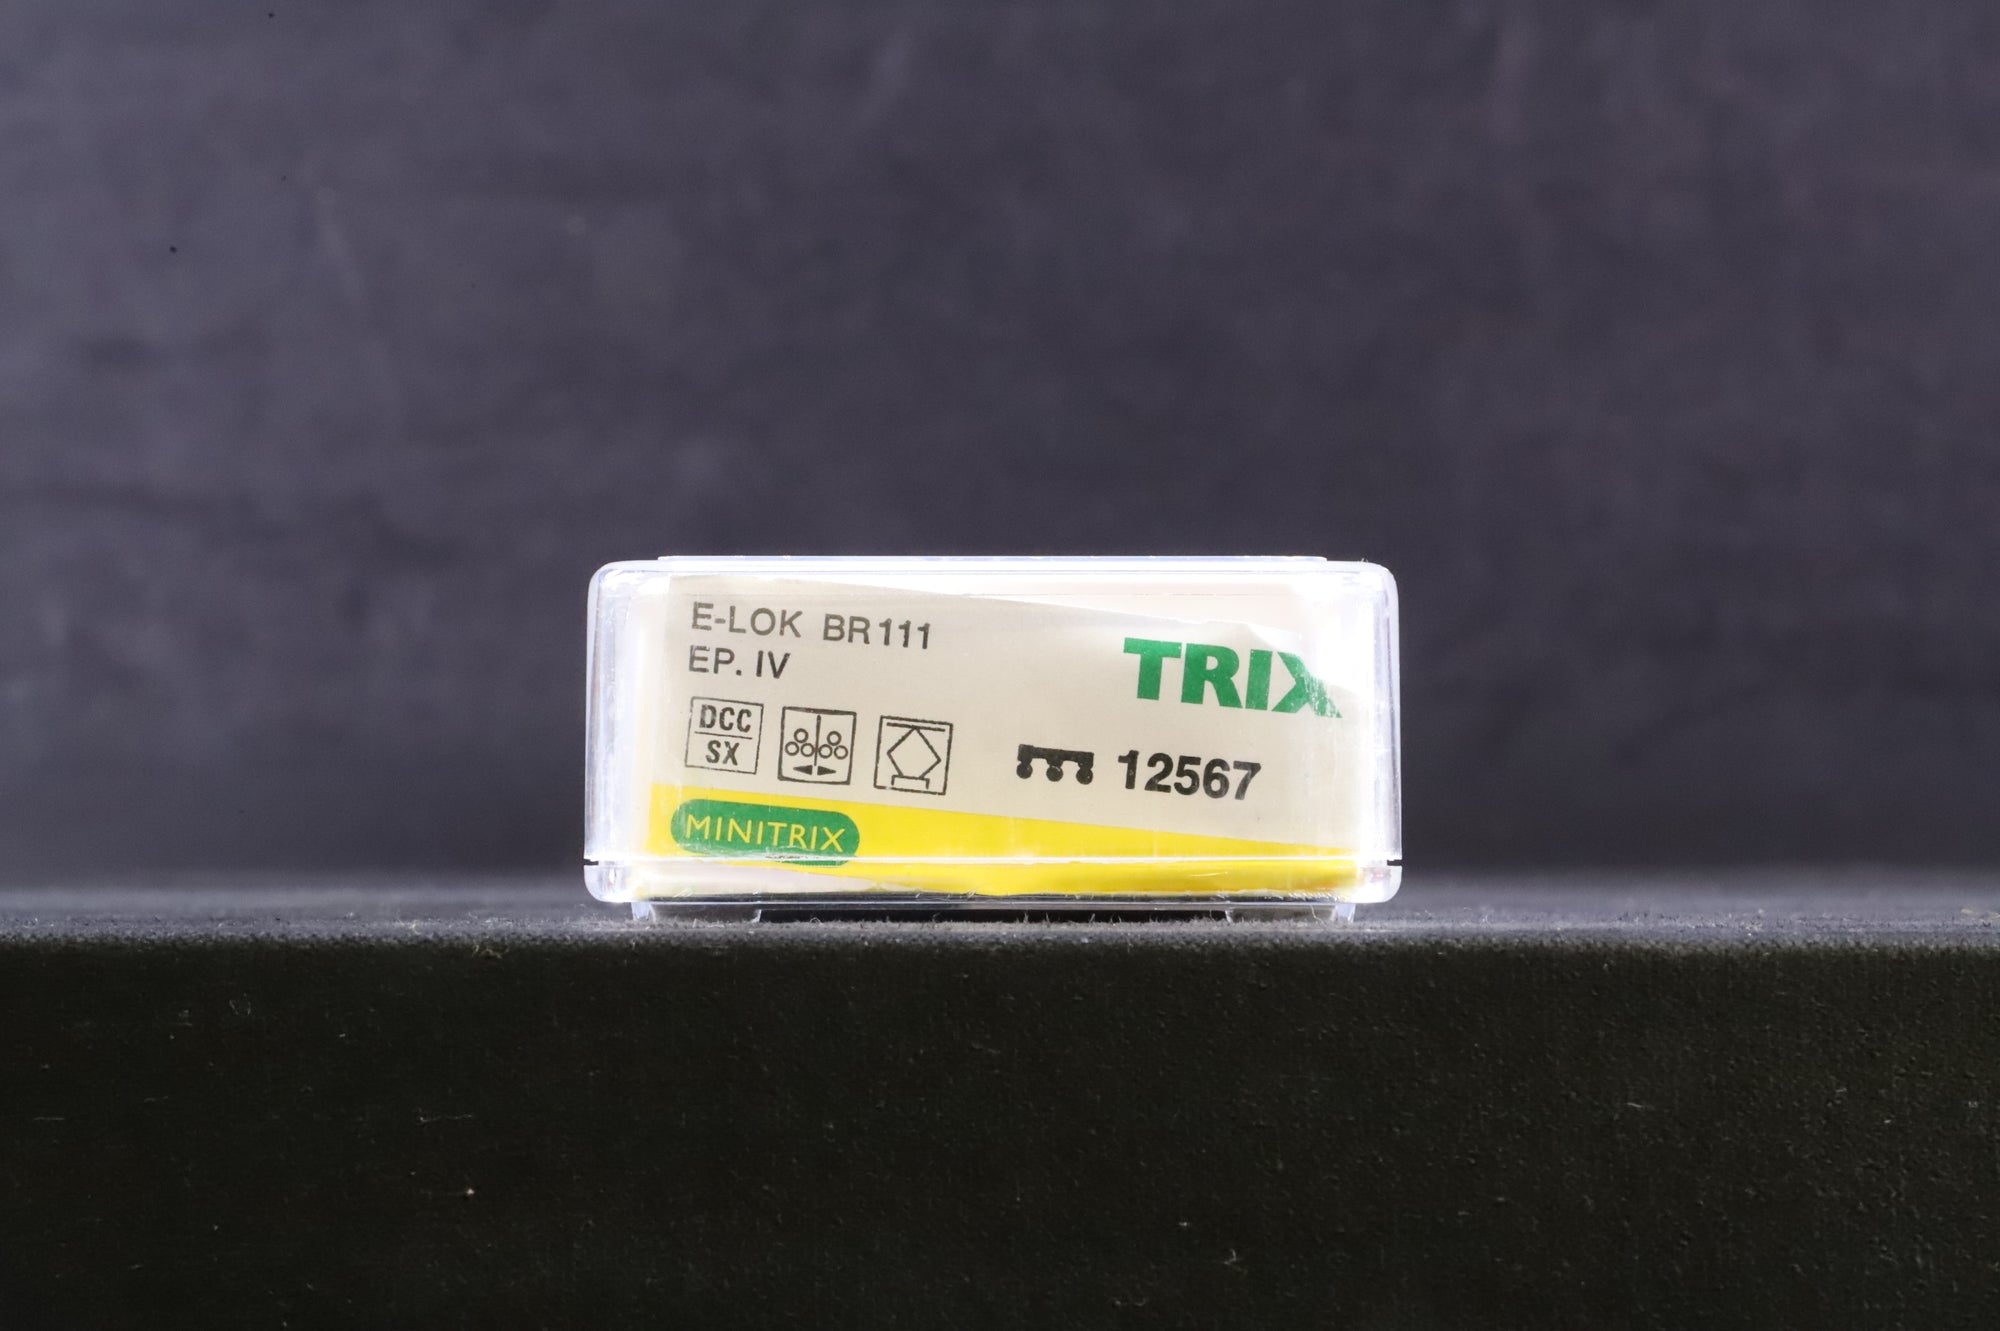 E-LOK BR111
EP. IV
TRIX
DCC
SX
12567
MINITRIX